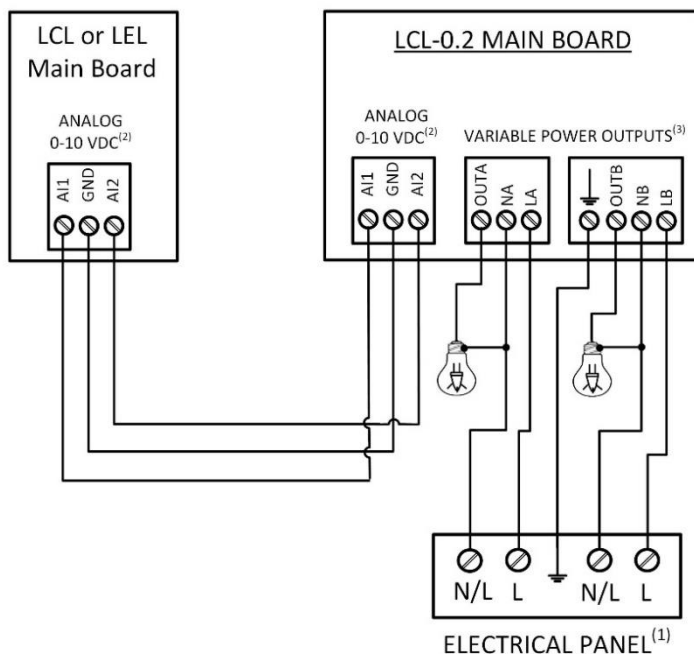 LCL or LEL
Main Board
ANALOG
0-10 VDC(2)
AI1
GND
AI2
LCL-0.2 MAIN BOARD
ANALOG
0-10 VDC(2)
AI1
GND
AI2
VARIABLE POWER OUTPUTS(3)
OUTA
NA
LA
OUTB
NB
LB
N/L L N/L L
ELECTRICAL PANEL(1)